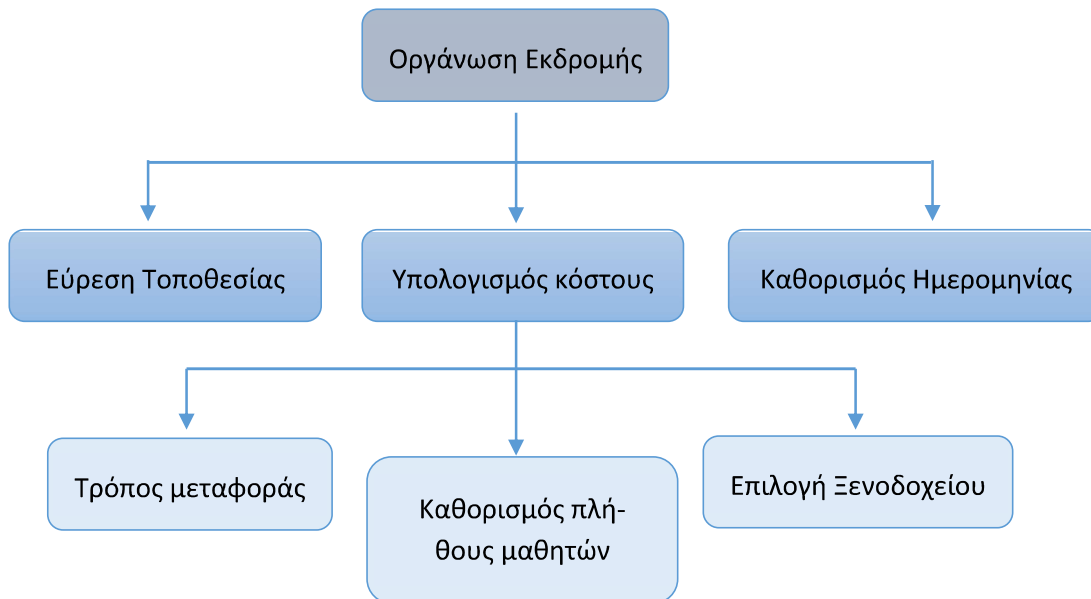 Οργάνωση Εκδρομής
Εύρεση Τοποθεσίας
Υπολογισμός κόστους
Καθορισμός Ημερομηνίας
Τρόπος μεταφοράς
Καθορισμός πλή-
θους μαθητών
Επιλογή Ξενοδοχείου